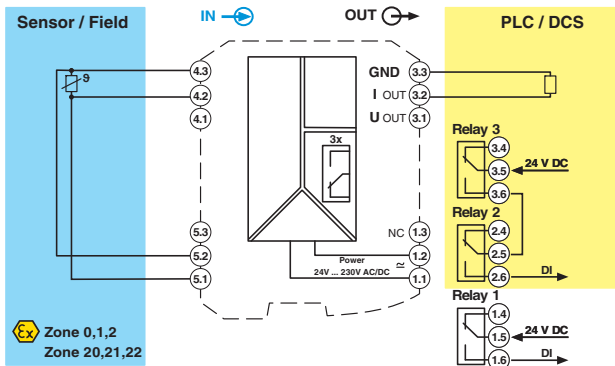 Sensor / Field
IN
OUT
PLC / DCS
ϑ
4.3
4.2
4.1
GND 3.3
I OUT 3.2
U OUT 3.1
3x
Relay 3
3.4
3.5 24 V DC
3.6
5.3
5.2
5.1
NC 1.3
1.2
Power
24V ... 230V AC/DC
≂
1.1
Relay 2
2.4
2.5
2.6 DI
Relay 1
1.4
1.5 24 V DC
1.6 DI
Ex
Zone 0,1,2
Zone 20,21,22